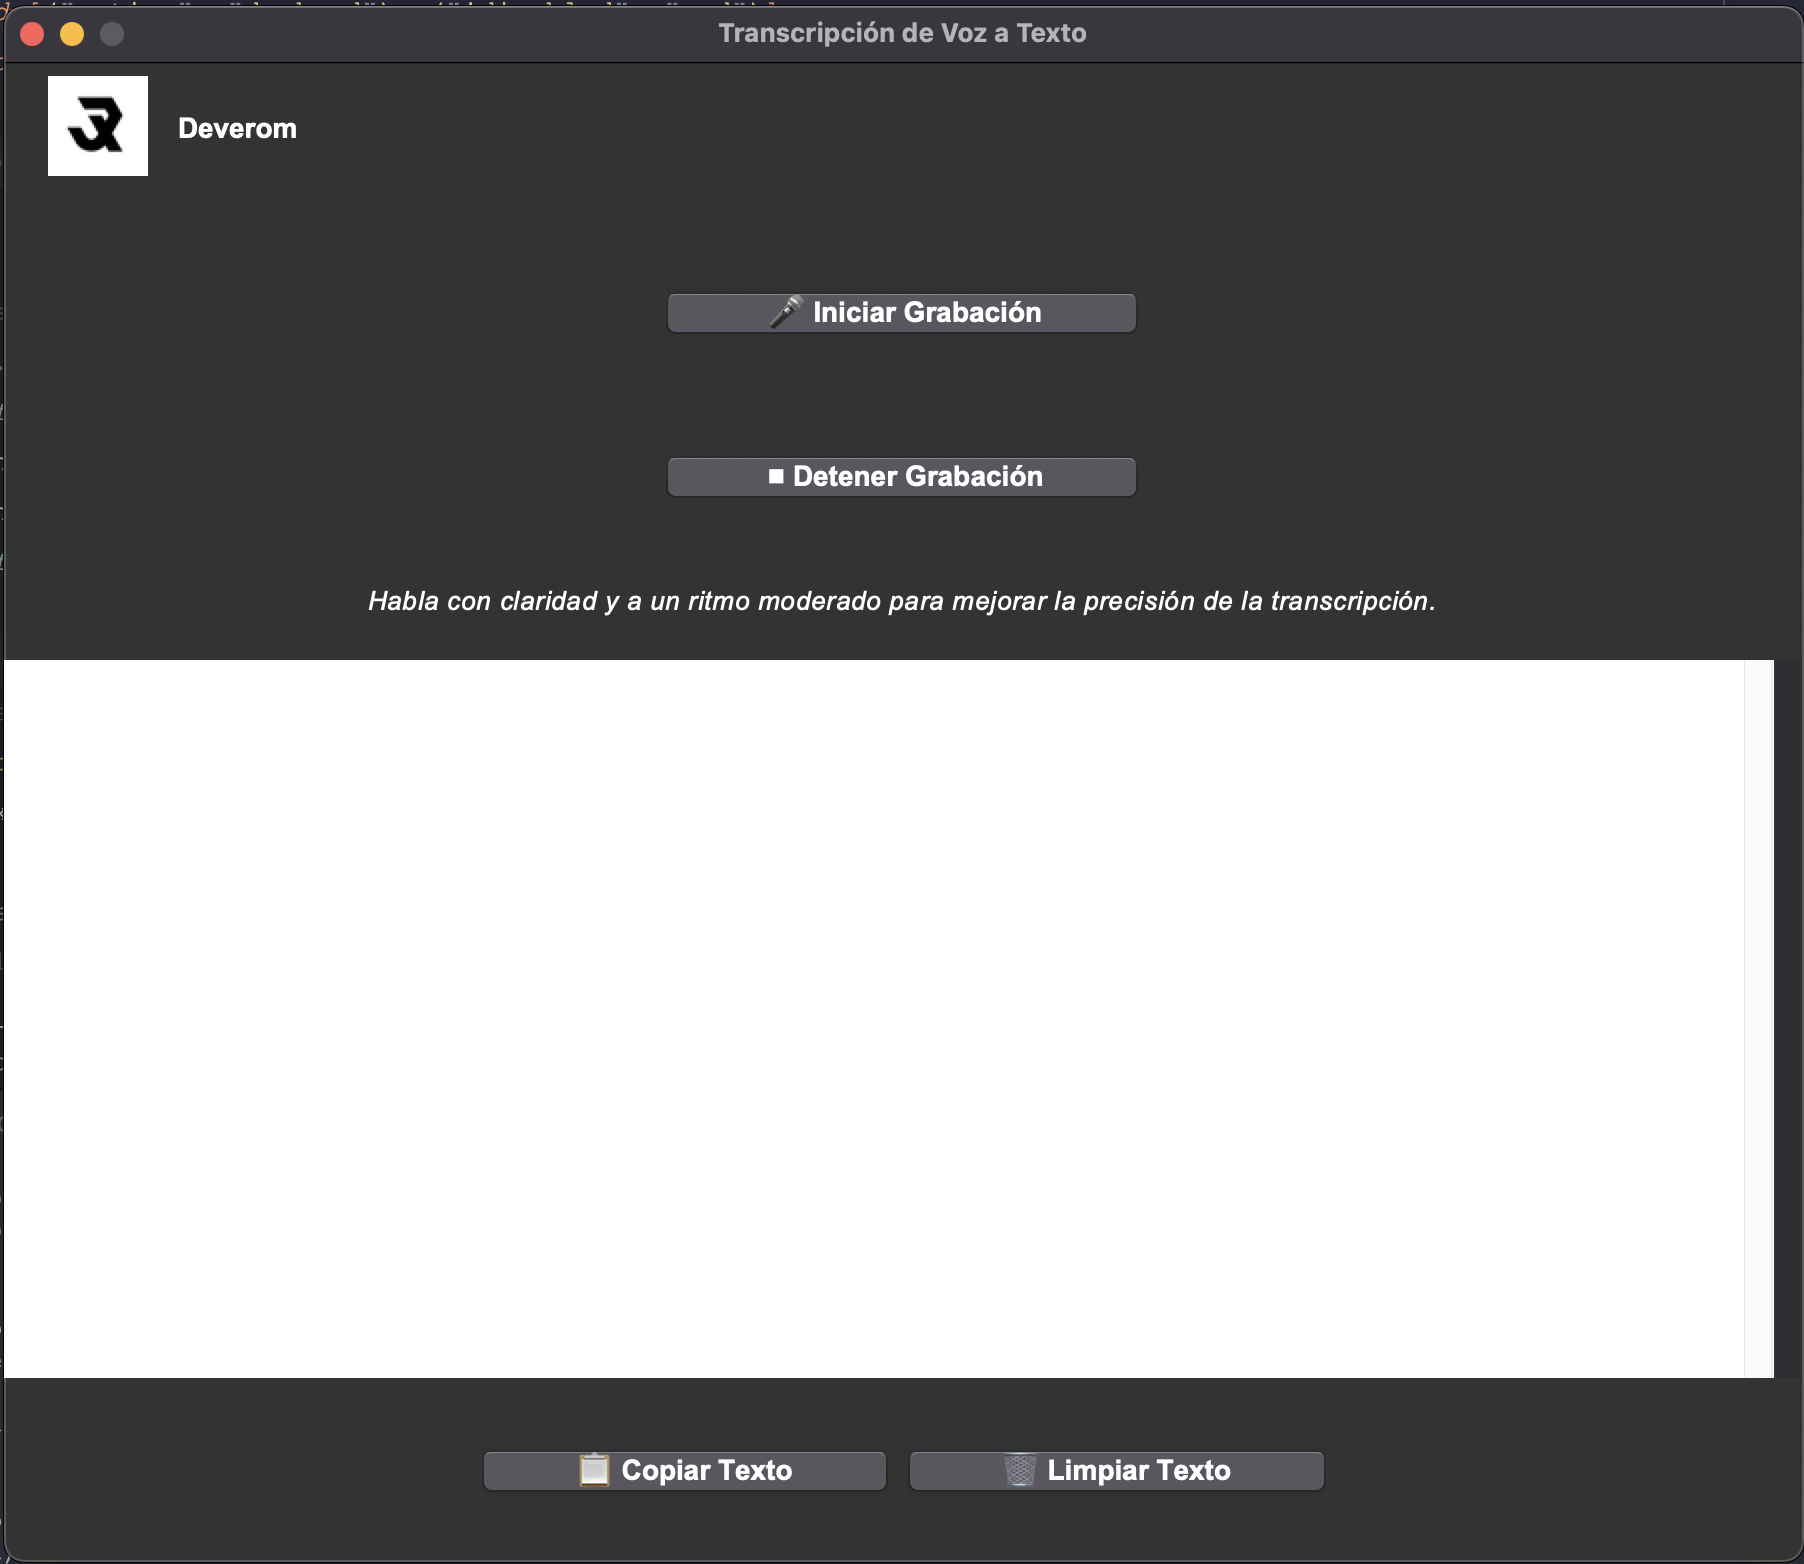 Transcripción de Voz a Texto
Deverom
🎤 Iniciar Grabación
■ Detener Grabación
Habla con claridad y a un ritmo moderado para mejorar la precisión de la transcripción.
📋 Copiar Texto
🗑️ Limpiar Texto